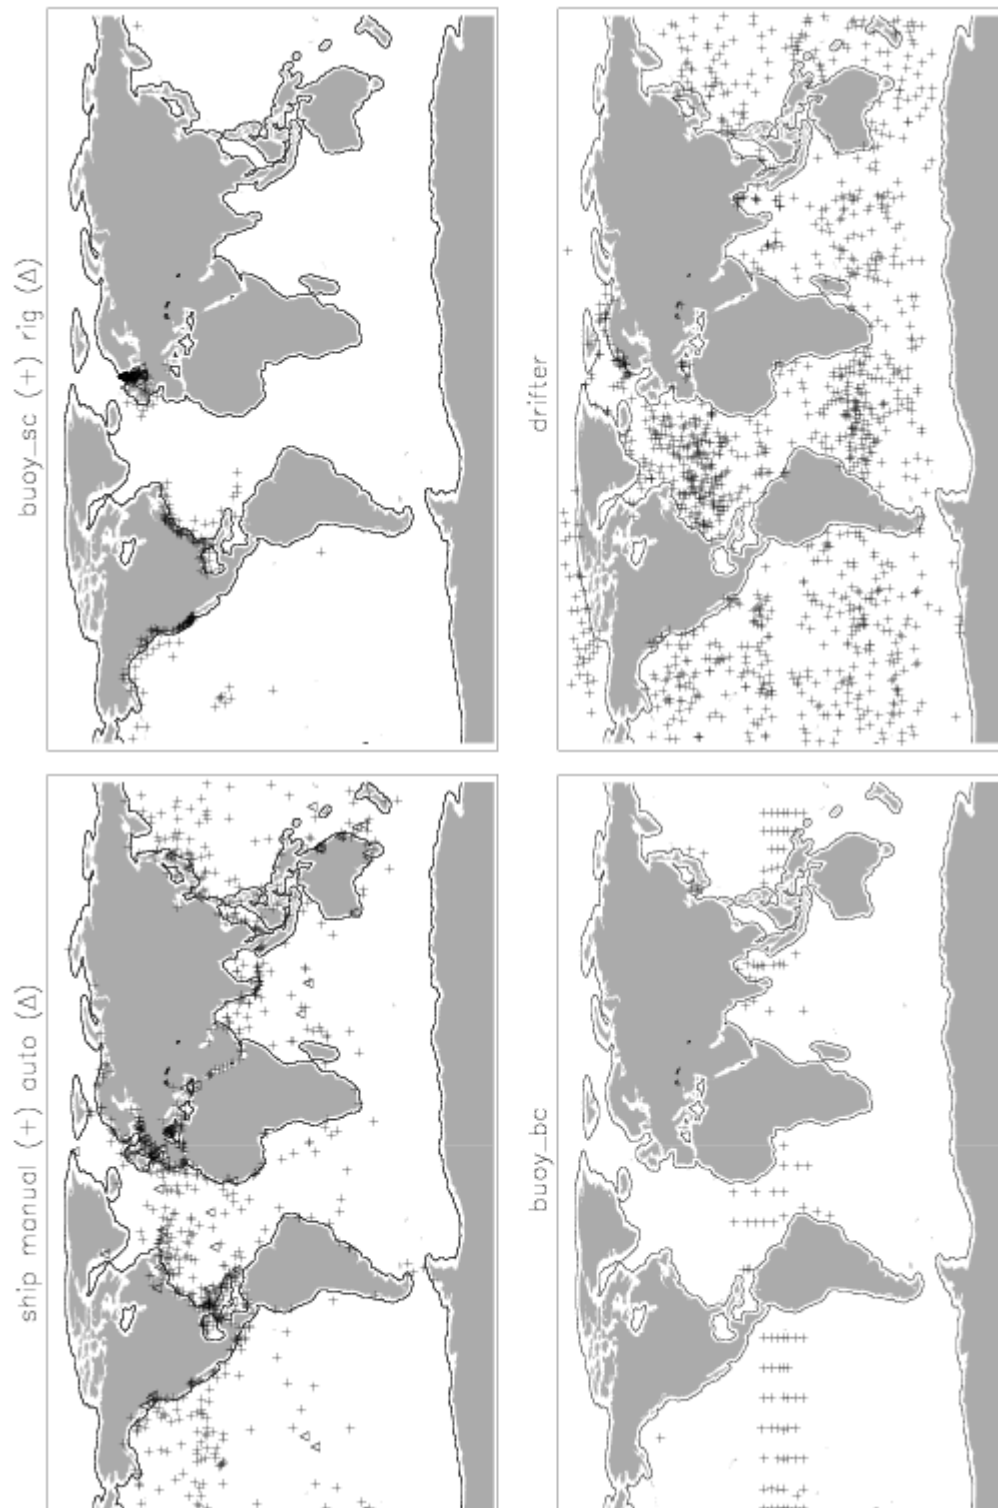 ship manual (+) auto (Δ)
buoy_sc (+) rig (Δ)
buoy_bc
drifter